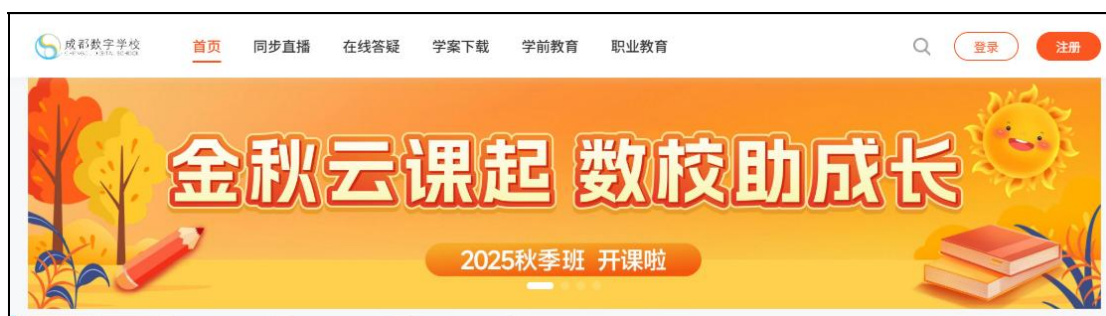 成都数字学校
首页 同步直播 在线答疑 学案下载 学前教育 职业教育 登录 注册
金秋云课起 数校助成长
2025秋季班 开课啦